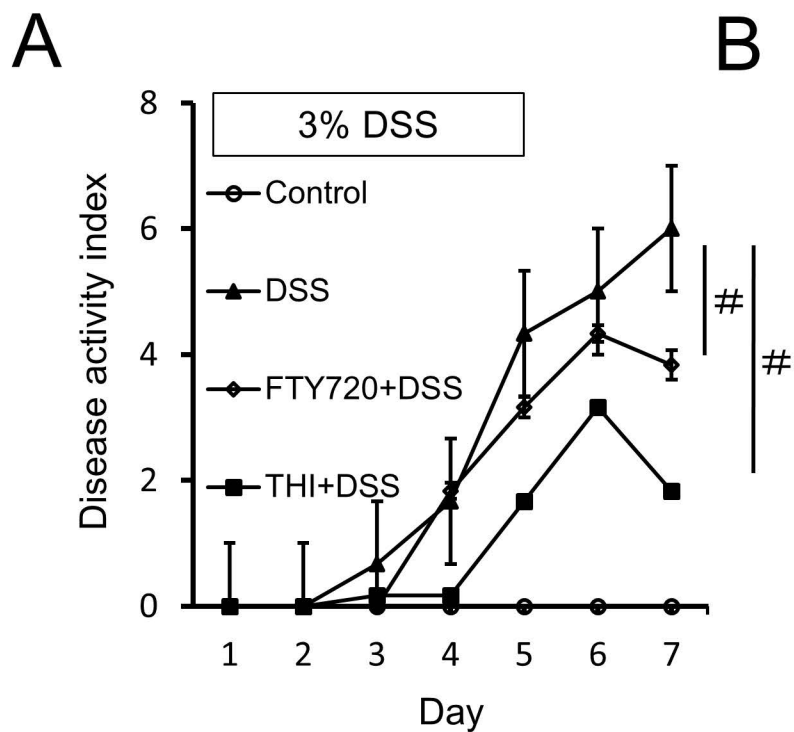 A
B
8
6
4
2
0
Disease activity index
3% DSS
Control
DSS
FTY720+DSS
THI+DSS
#
#
1 2 3 4 5 6 7
Day